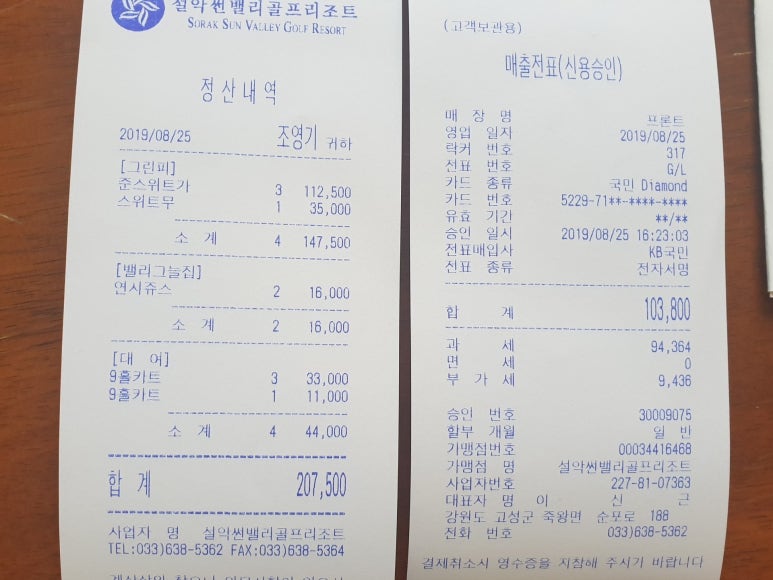 설악썬밸리골프리조트
SORAK SUN VALLEY GOLF RESORT
정 산 내 역
2019/08/25 조영기 귀하
[그린피]
준스위트가 3 112,500
스위트무 1 35,000
소 계 4 147,500
[밸리그늘집]
연시쥬스 2 16,000
소 계 2 16,000
[대 여]
9홀카트 3 33,000
9홀카트 1 11,000
소 계 4 44,000
합 계 207,500
사업자 명 설악썬밸리골프리조트
TEL:033)638-5362 FAX:033)638-5364
(고객보관용)
매출전표(신용승인)
매 장 명 프론트
영업 일자 2019/08/25
락커 번호 317
전표 번호 G/L
카드 종류 국민 Diamond
카드 번호 5229-71**-****-****
유효 기간 **/**
승인 일시 2019/08/25 16:23:03
전표매입사 KB국민
전표 종류 전자서명
합 계 103,800
과 세 94,364
면 세 0
부 가 세 9,436
승인 번호 30009075
할부 개월 일 반
가맹점번호 00034416468
가맹점 명 설악썬밸리골프리조트
사업자번호 227-81-07363
대표자 명 이 신 근
강원도 고성군 죽왕면 순포로 188
전화 번호 033)638-5362
결제취소시 영수증을 지참해 주시기 바랍니다